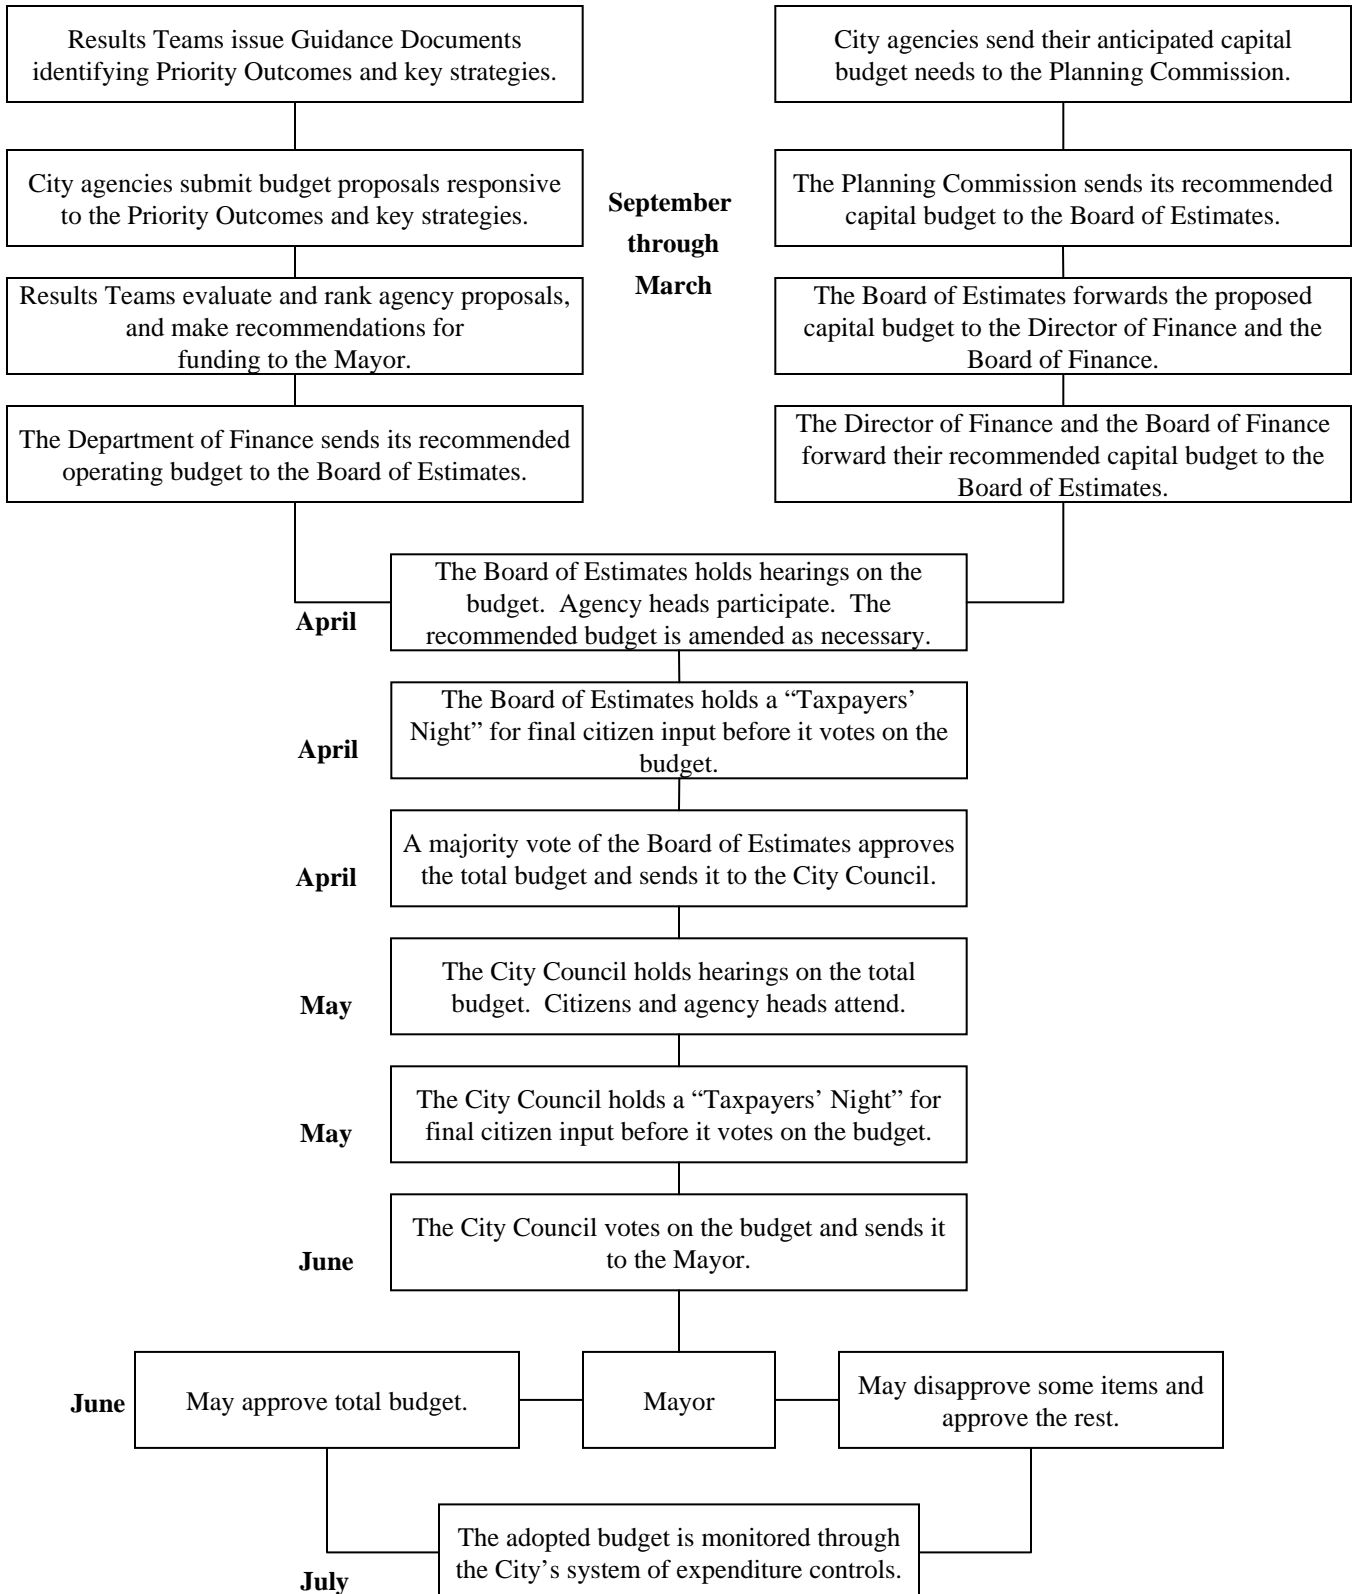 Results Teams issue Guidance Documents
identifying Priority Outcomes and key strategies.
City agencies submit budget proposals responsive
to the Priority Outcomes and key strategies.
Results Teams evaluate and rank agency proposals,
and make recommendations for
funding to the Mayor.
The Department of Finance sends its recommended
operating budget to the Board of Estimates.
September
through
March
City agencies send their anticipated capital
budget needs to the Planning Commission.
The Planning Commission sends its recommended
capital budget to the Board of Estimates.
The Board of Estimates forwards the proposed
capital budget to the Director of Finance and the
Board of Finance.
The Director of Finance and the Board of Finance
forward their recommended capital budget to the
Board of Estimates.
April
The Board of Estimates holds hearings on the
budget.  Agency heads participate.  The
recommended budget is amended as necessary.
April
The Board of Estimates holds a “Taxpayers’
Night” for final citizen input before it votes on the
budget.
April
A majority vote of the Board of Estimates approves
the total budget and sends it to the City Council.
May
The City Council holds hearings on the total
budget.  Citizens and agency heads attend.
May
The City Council holds a “Taxpayers’ Night” for
final citizen input before it votes on the budget.
June
The City Council votes on the budget and sends it
to the Mayor.
June
May approve total budget.
Mayor
May disapprove some items and
approve the rest.
July
The adopted budget is monitored through
the City’s system of expenditure controls.